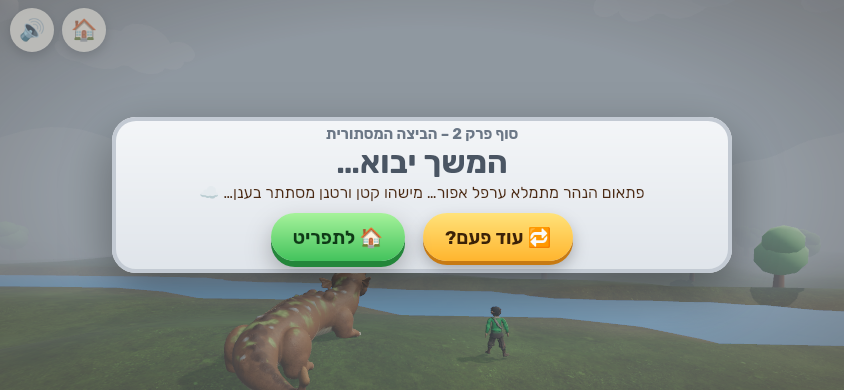 סוף פרק 2 – הביצה המסתורית
המשך יבוא...
פתאום הנהר מתמלא ערפל אפור... מישהו קטן ורטנן מסתתר בענן... ☁️
🔁 עוד פעם?
🏠 לתפריט